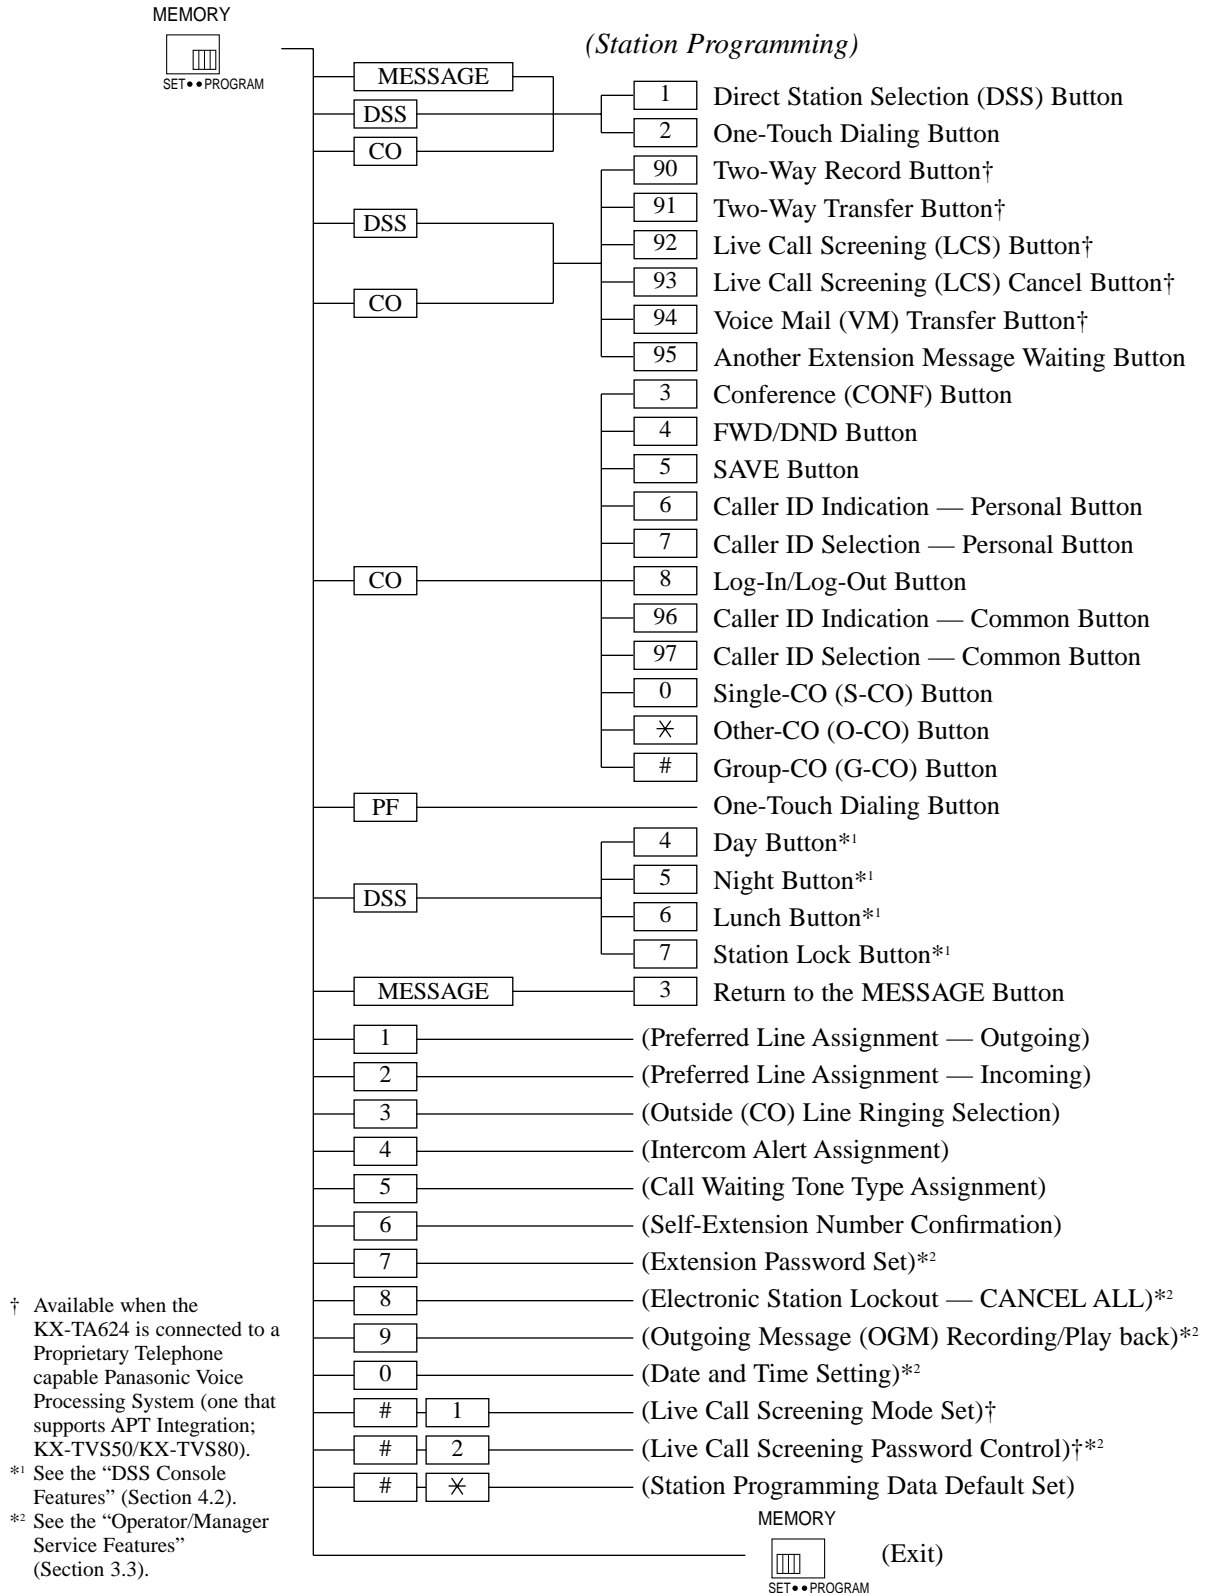 MEMORY
SET••PROGRAM
(Station Programming)
MESSAGE
DSS
CO
1 Direct Station Selection (DSS) Button
2 One-Touch Dialing Button
DSS
CO
90 Two-Way Record Button†
91 Two-Way Transfer Button†
92 Live Call Screening (LCS) Button†
93 Live Call Screening (LCS) Cancel Button†
94 Voice Mail (VM) Transfer Button†
95 Another Extension Message Waiting Button
CO
3 Conference (CONF) Button
4 FWD/DND Button
5 SAVE Button
6 Caller ID Indication — Personal Button
7 Caller ID Selection — Personal Button
8 Log-In/Log-Out Button
96 Caller ID Indication — Common Button
97 Caller ID Selection — Common Button
0 Single-CO (S-CO) Button
* Other-CO (O-CO) Button
# Group-CO (G-CO) Button
PF One-Touch Dialing Button
DSS
4 Day Button*1
5 Night Button*1
6 Lunch Button*1
7 Station Lock Button*1
MESSAGE 3 Return to the MESSAGE Button
1 (Preferred Line Assignment — Outgoing)
2 (Preferred Line Assignment — Incoming)
3 (Outside (CO) Line Ringing Selection)
4 (Intercom Alert Assignment)
5 (Call Waiting Tone Type Assignment)
6 (Self-Extension Number Confirmation)
7 (Extension Password Set)*2
8 (Electronic Station Lockout — CANCEL ALL)*2
9 (Outgoing Message (OGM) Recording/Play back)*2
0 (Date and Time Setting)*2
# 1 (Live Call Screening Mode Set)†
# 2 (Live Call Screening Password Control)†*2
# * (Station Programming Data Default Set)
MEMORY
SET••PROGRAM
(Exit)
† Available when the
KX-TA624 is connected to a
Proprietary Telephone
capable Panasonic Voice
Processing System (one that
supports APT Integration;
KX-TVS50/KX-TVS80).
*1 See the “DSS Console
Features” (Section 4.2).
*2 See the “Operator/Manager
Service Features”
(Section 3.3).